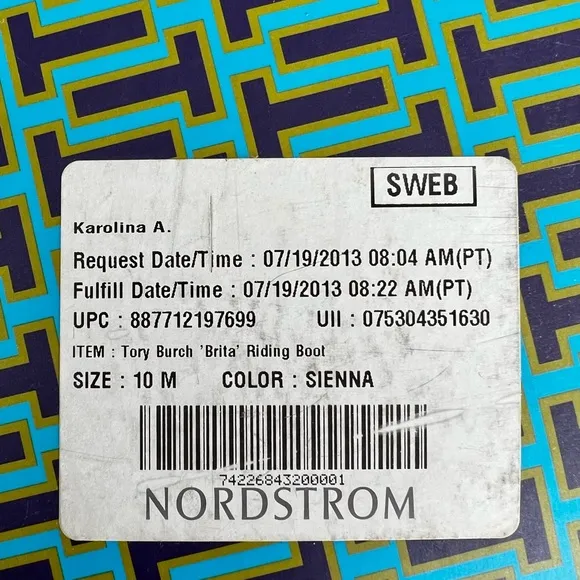 SWEB
Karolina A.
Request Date/Time : 07/19/2013 08:04 AM(PT)
Fulfill Date/Time : 07/19/2013 08:22 AM(PT)
UPC : 887712197699 UII : 075304351630
ITEM : Tory Burch 'Brita' Riding Boot
SIZE : 10 M COLOR : SIENNA
74226843200001
NORDSTROM